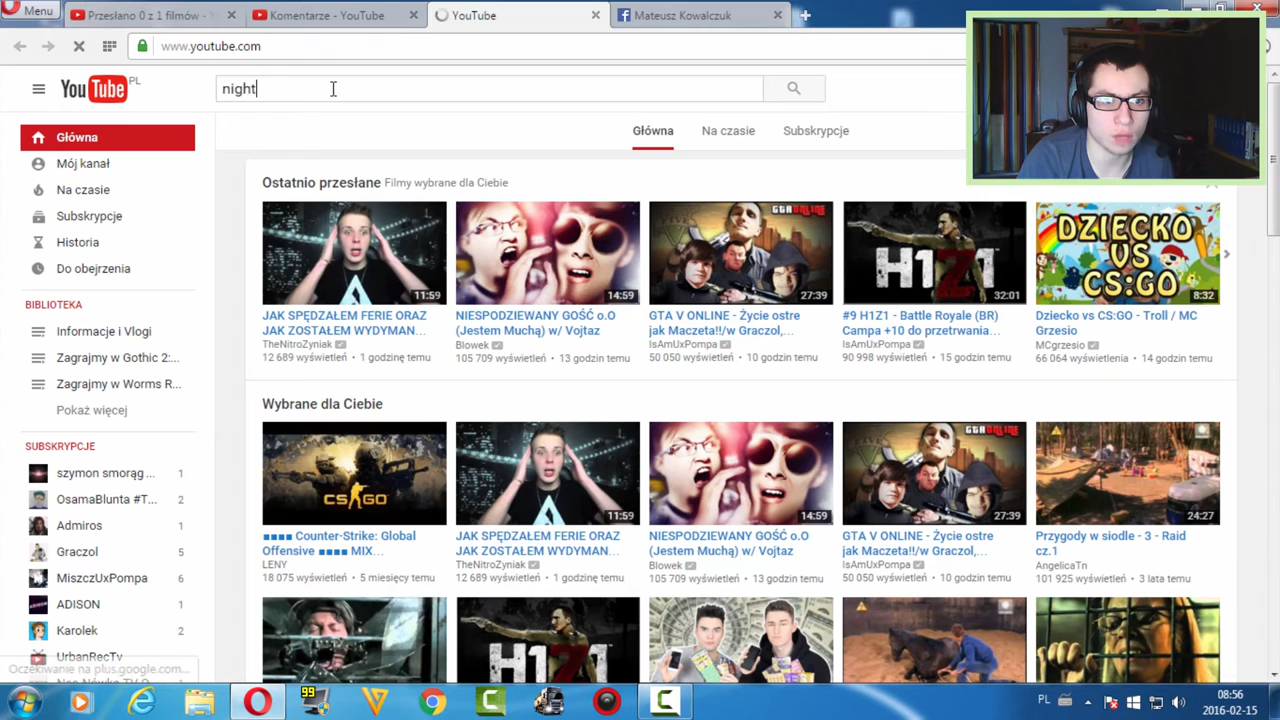 Menu
Przesłano 0 z 1 filmów -
Komentarze - YouTube
YouTube
Mateusz Kowalczuk
www.youtube.com
YouTube PL
night
Główna
Mój kanał
Na czasie
Subskrypcje
Historia
Do obejrzenia
BIBLIOTEKA
Informacje i Vlogi
Zagrajmy w Gothic 2:...
Zagrajmy w Worms R...
Pokaż więcej
SUBSKRYPCJE
szymon smorąg ... 1
OsamaBlunta #T... 2
Admiros 1
Graczol 5
MiszczUxPompa 6
ADISON 1
Karolek 2
UrbanRecTv
Oczekiwanie na plus.google.com...
Główna Na czasie Subskrypcje
Ostatnio przesłane Filmy wybrane dla Ciebie
11:59
JAK SPĘDZAŁEM FERIE ORAZ
JAK ZOSTAŁEM WYDYMAN...
TheNitroZyniak
12 689 wyświetleń • 1 godzinę temu
14:59
NIESPODZIEWANY GOŚĆ o.O
(Jestem Muchą) w/ Vojtaz
Blowek
105 709 wyświetleń • 13 godzin temu
GTA ONLINE
27:39
GTA V ONLINE - Życie ostre
jak Maczeta!!/w Graczol,...
IsAmUxPompa
50 050 wyświetleń • 10 godzin temu
H1Z1
32:01
#9 H1Z1 - Battle Royale (BR)
Campa +10 do przetrwania...
IsAmUxPompa
90 998 wyświetleń • 15 godzin temu
DZIECKO
VS
CS:GO
8:32
Dziecko vs CS:GO - Troll / MC
Grzesio
MCgrzesio
66 064 wyświetlenia • 14 godzin temu
Wybrane dla Ciebie
CS GO
■■■■ Counter-Strike: Global
Offensive ■■■■ MIX...
LENY
18 075 wyświetleń • 5 miesięcy temu
11:59
JAK SPĘDZAŁEM FERIE ORAZ
JAK ZOSTAŁEM WYDYMAN...
TheNitroZyniak
12 689 wyświetleń • 1 godzinę temu
14:59
NIESPODZIEWANY GOŚĆ o.O
(Jestem Muchą) w/ Vojtaz
Blowek
105 709 wyświetleń • 13 godzin temu
GTA ONLINE
27:39
GTA V ONLINE - Życie ostre
jak Maczeta!!/w Graczol,...
IsAmUxPompa
50 050 wyświetleń • 10 godzin temu
24:27
Przygody w siodle - 3 - Raid
cz.1
AngelicaTn
101 925 wyświetleń • 3 lata temu
H1Z1
99
PL
08:56
2016-02-15